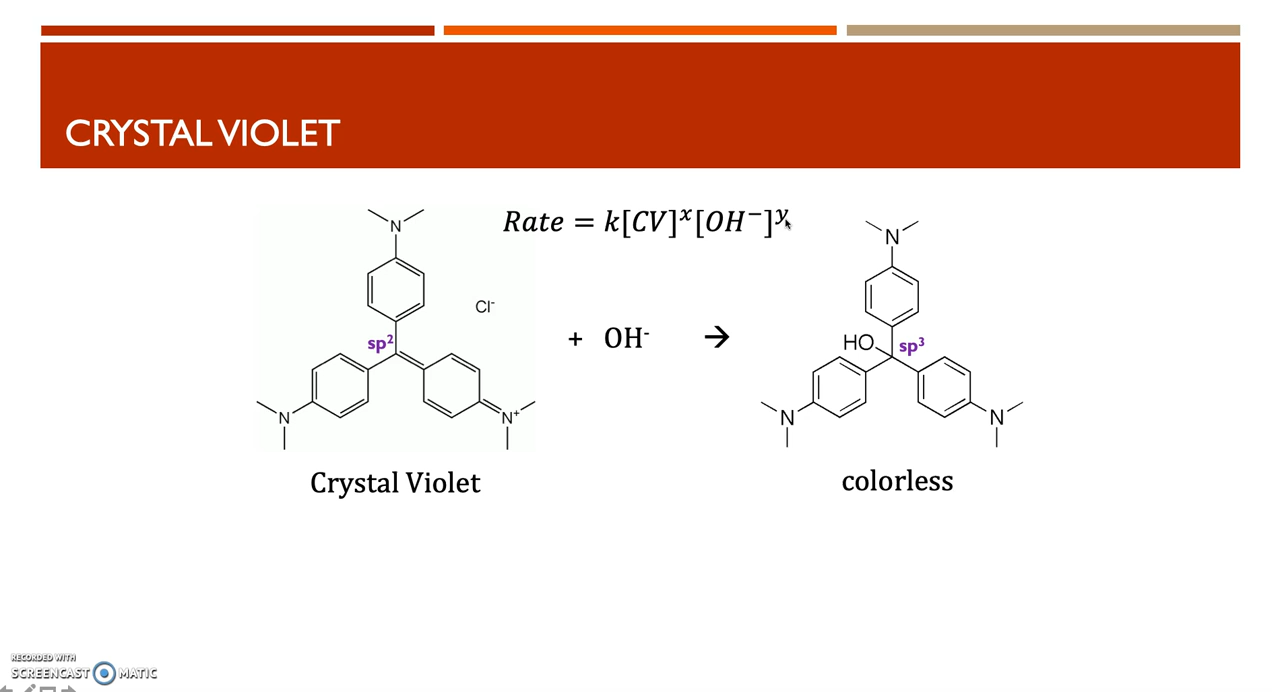 CRYSTAL VIOLET
Rate = k[CV]ˣ[OH⁻]ʸ
N
Cl⁻
sp²
N
N⁺
+ OH⁻ →
N
HO
sp³
N
N
Crystal Violet
colorless
RECORDED WITH
SCREENCAST MATIC